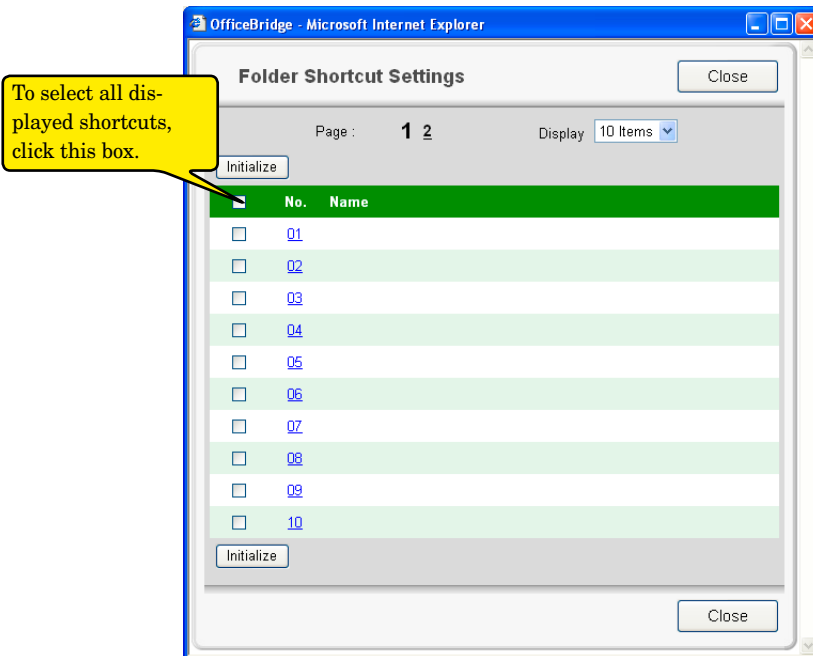 OfficeBridge - Microsoft Internet Explorer
Folder Shortcut Settings
Close
To select all dis-
played shortcuts,
click this box.
Page :
1 2
Display
10 Items
Initialize
No. Name
01
02
03
04
05
06
07
08
09
10
Initialize
Close